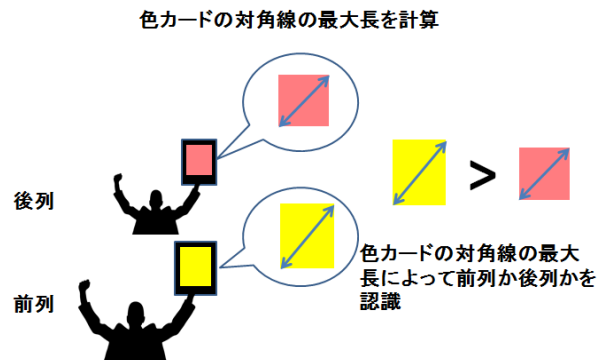 色カードの対角線の最大長を計算
後列
>
前列
色カードの対角線の最大
長によって前列か後列かを
認識